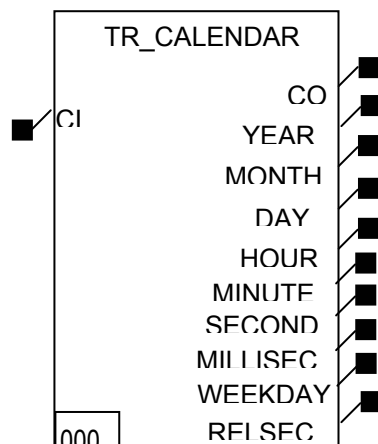 TR_CALENDAR
CO
CI
YEAR
MONTH
DAY
HOUR
MINUTE
SECOND
MILLISEC
WEEKDAY
RELSEC
000